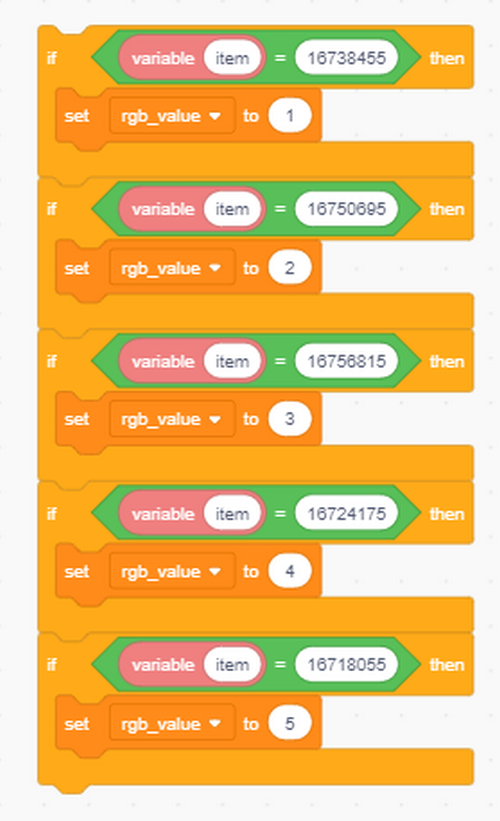 if variable item = 16738455 then
set rgb_value to 1
if variable item = 16750695 then
set rgb_value to 2
if variable item = 16756815 then
set rgb_value to 3
if variable item = 16724175 then
set rgb_value to 4
if variable item = 16718055 then
set rgb_value to 5